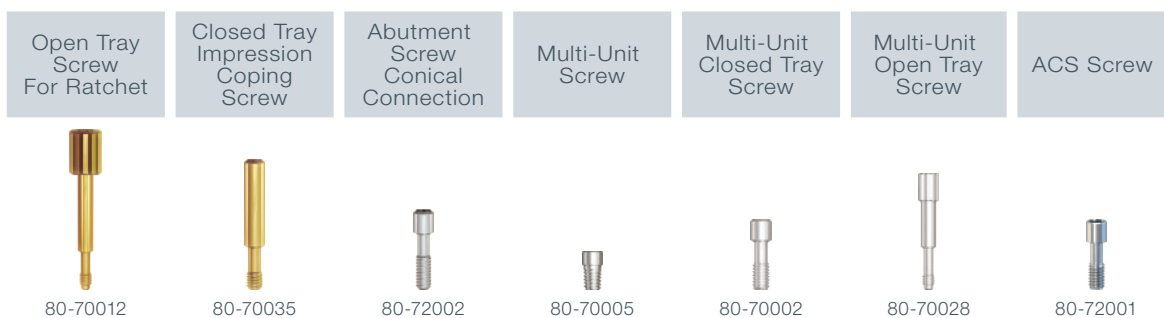 Open Tray
Screw
For Ratchet
Closed Tray
Impression
Coping
Screw
Abutment
Screw
Conical
Connection
Multi-Unit
Screw
Multi-Unit
Closed Tray
Screw
Multi-Unit
Open Tray
Screw
ACS Screw
80-70012
80-70035
80-72002
80-70005
80-70002
80-70028
80-72001